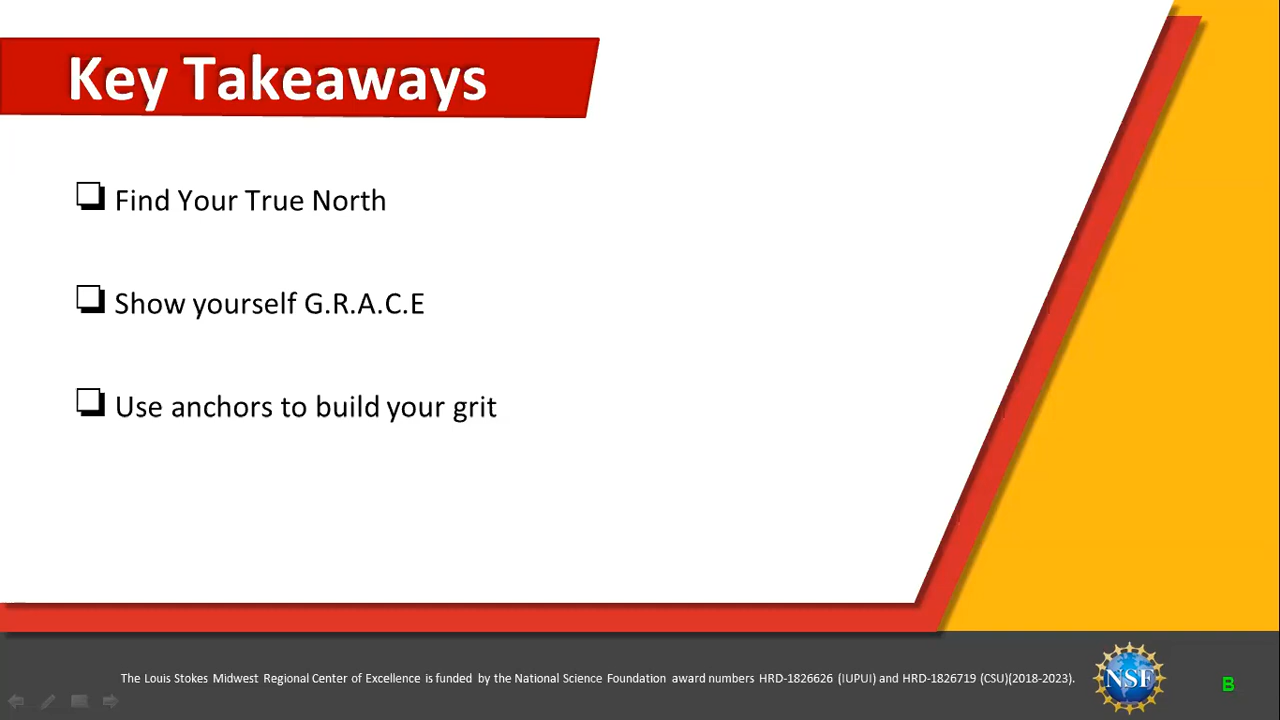 Key Takeaways
Find Your True North
Show yourself G.R.A.C.E
Use anchors to build your grit
The Louis Stokes Midwest Regional Center of Excellence is funded by the National Science Foundation award numbers HRD-1826626 (IUPUI) and HRD-1826719 (CSU)(2018-2023).
NSF
B